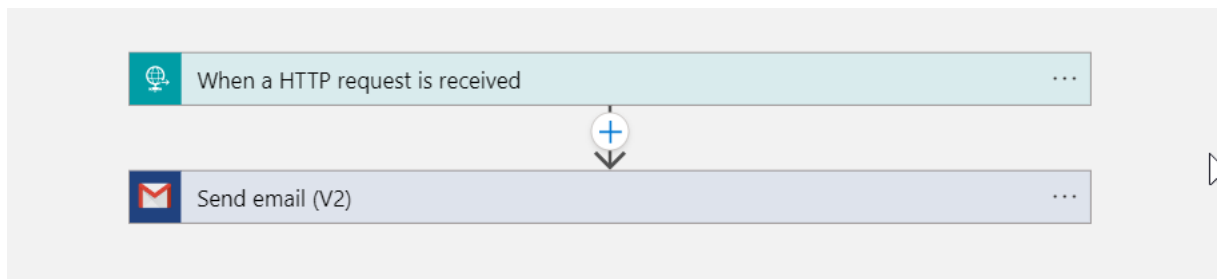 When a HTTP request is received
Send email (V2)